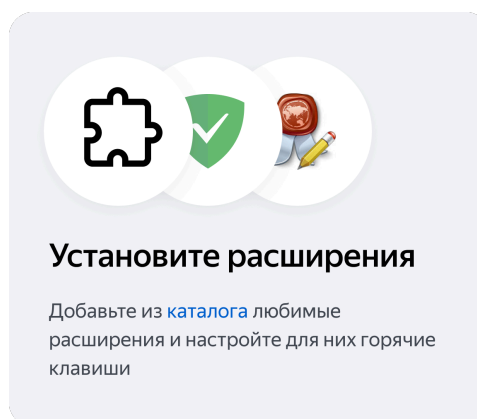 Установите расширения
Добавьте из каталога любимые
расширения и настройте для них горячие
клавиши